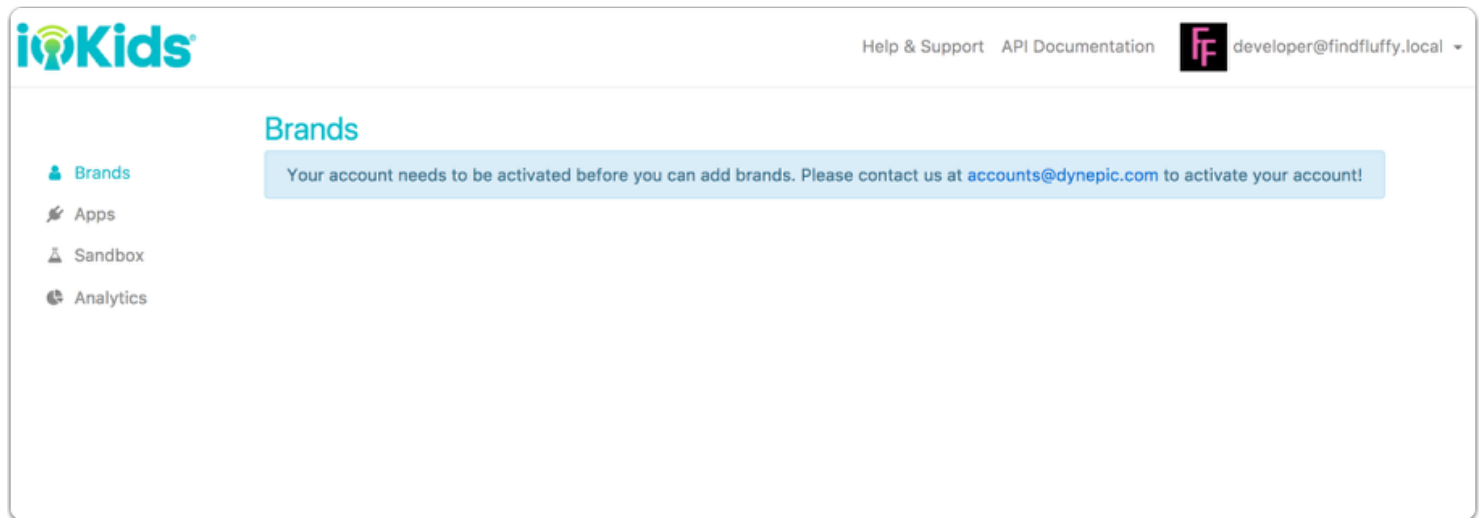 iOKids®
Help & Support API Documentation FF developer@findfluffy.local
Brands
Your account needs to be activated before you can add brands. Please contact us at accounts@dynepic.com to activate your account!
Brands
Apps
Sandbox
Analytics